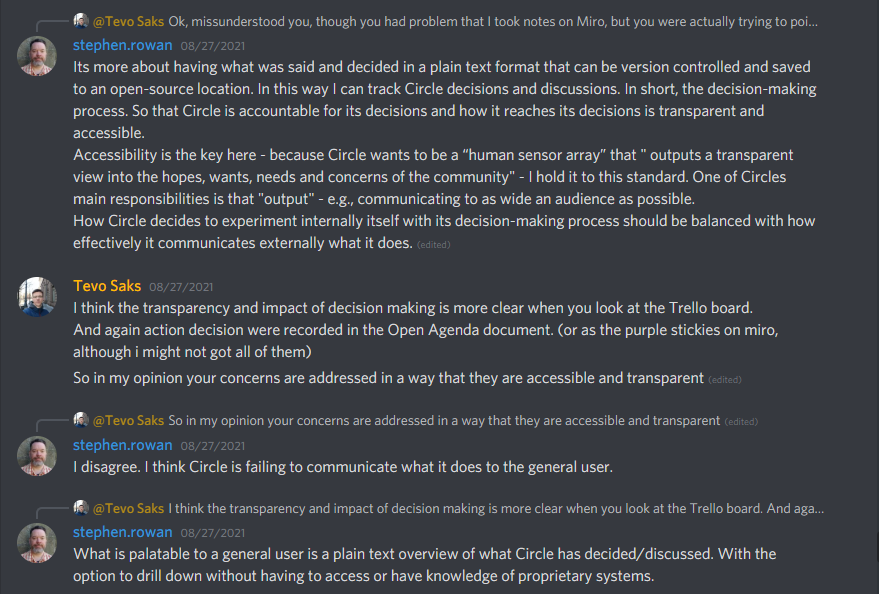 @Tevo Saks Ok, missunderstood you, though you had problem that I took notes on Miro, but you were actually trying to poi...
stephen.rowan 08/27/2021
Its more about having what was said and decided in a plain text format that can be version controlled and saved
to an open-source location. In this way I can track Circle decisions and discussions. In short, the decision-making
process. So that Circle is accountable for its decisions and how it reaches its decisions is transparent and
accessible.
Accessibility is the key here - because Circle wants to be a “human sensor array” that " outputs a transparent
view into the hopes, wants, needs and concerns of the community" - I hold it to this standard. One of Circles
main responsibilities is that "output" - e.g., communicating to as wide an audience as possible.
How Circle decides to experiment internally itself with its decision-making process should be balanced with how
effectively it communicates externally what it does. (edited)
Tevo Saks 08/27/2021
I think the transparency and impact of decision making is more clear when you look at the Trello board.
And again action decision were recorded in the Open Agenda document. (or as the purple stickies on miro,
although i might not got all of them)
So in my opinion your concerns are addressed in a way that they are accessible and transparent (edited)
@Tevo Saks So in my opinion your concerns are addressed in a way that they are accessible and transparent (edited)
stephen.rowan 08/27/2021
I disagree. I think Circle is failing to communicate what it does to the general user.
@Tevo Saks I think the transparency and impact of decision making is more clear when you look at the Trello board. And aga...
stephen.rowan 08/27/2021
What is palatable to a general user is a plain text overview of what Circle has decided/discussed. With the
option to drill down without having to access or have knowledge of proprietary systems.